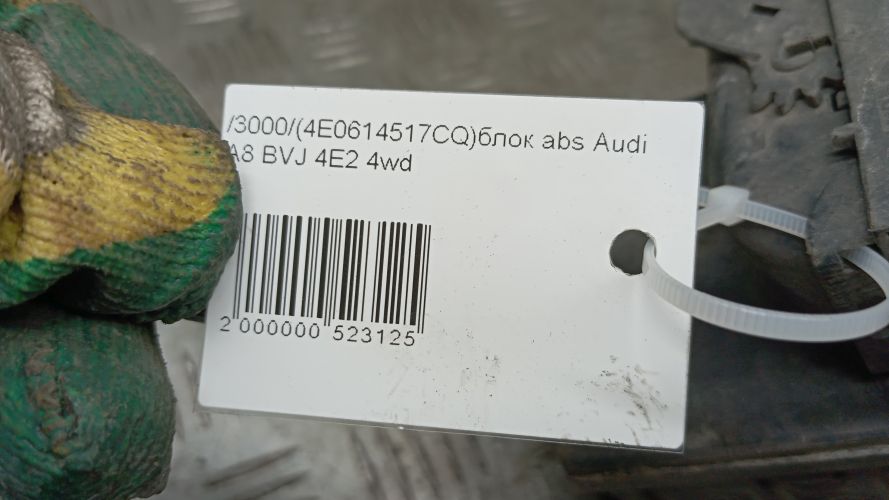 /3000/(4E0614517CQ)блок abs Audi
A8 BVJ 4E2 4wd
2 000000 523125